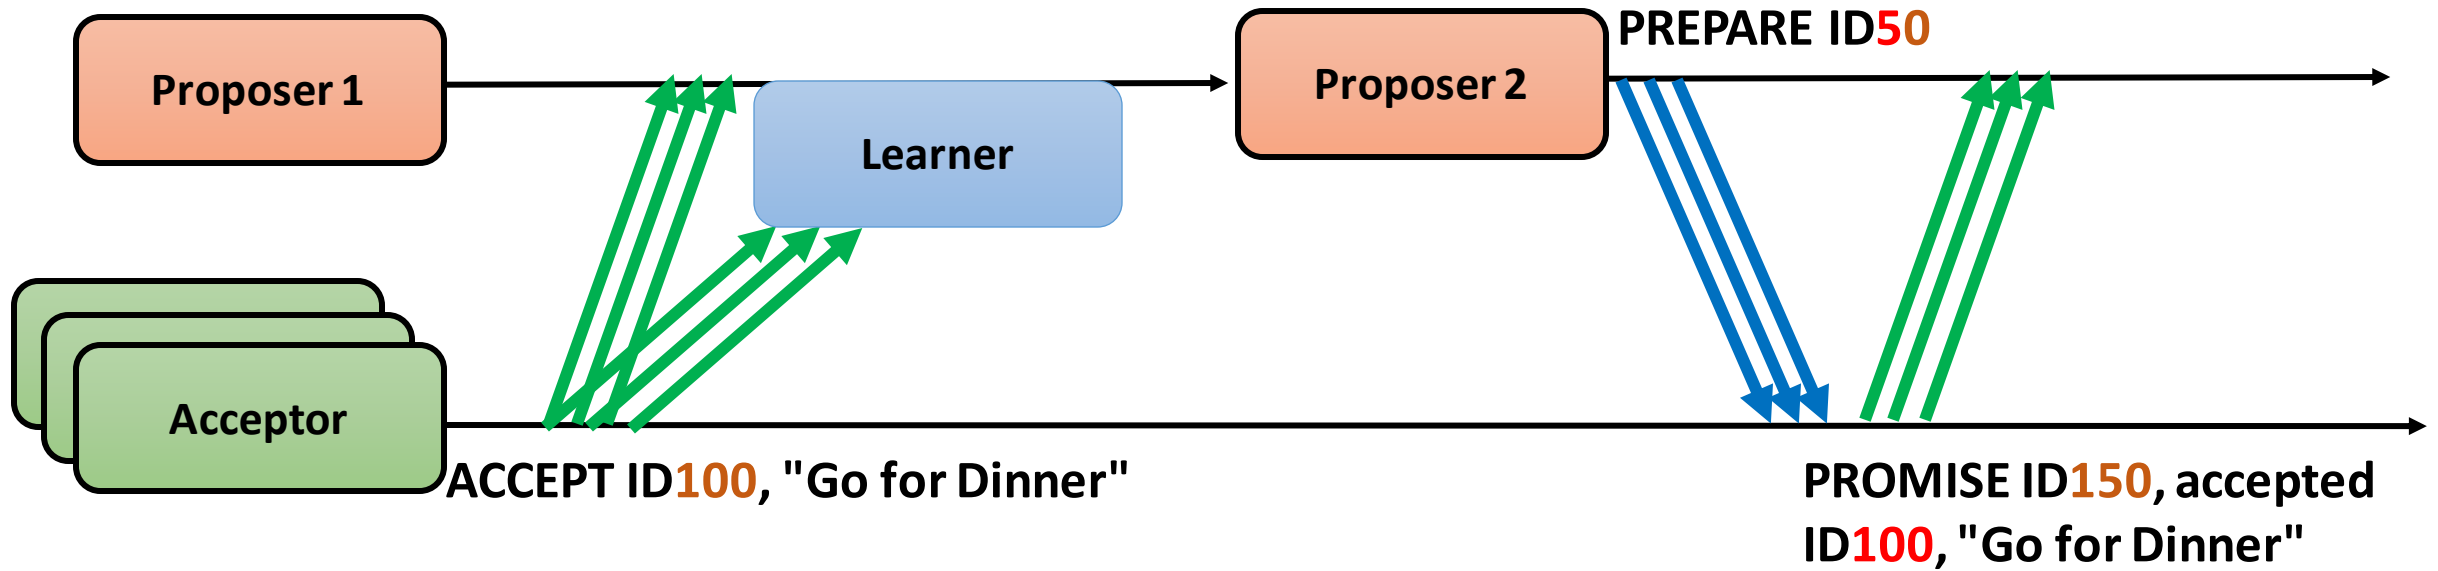 PREPARE ID50
Proposer 1
Proposer 2
Learner
Acceptor
ACCEPT ID100, "Go for Dinner"
PROMISE ID150, accepted
ID100, "Go for Dinner"